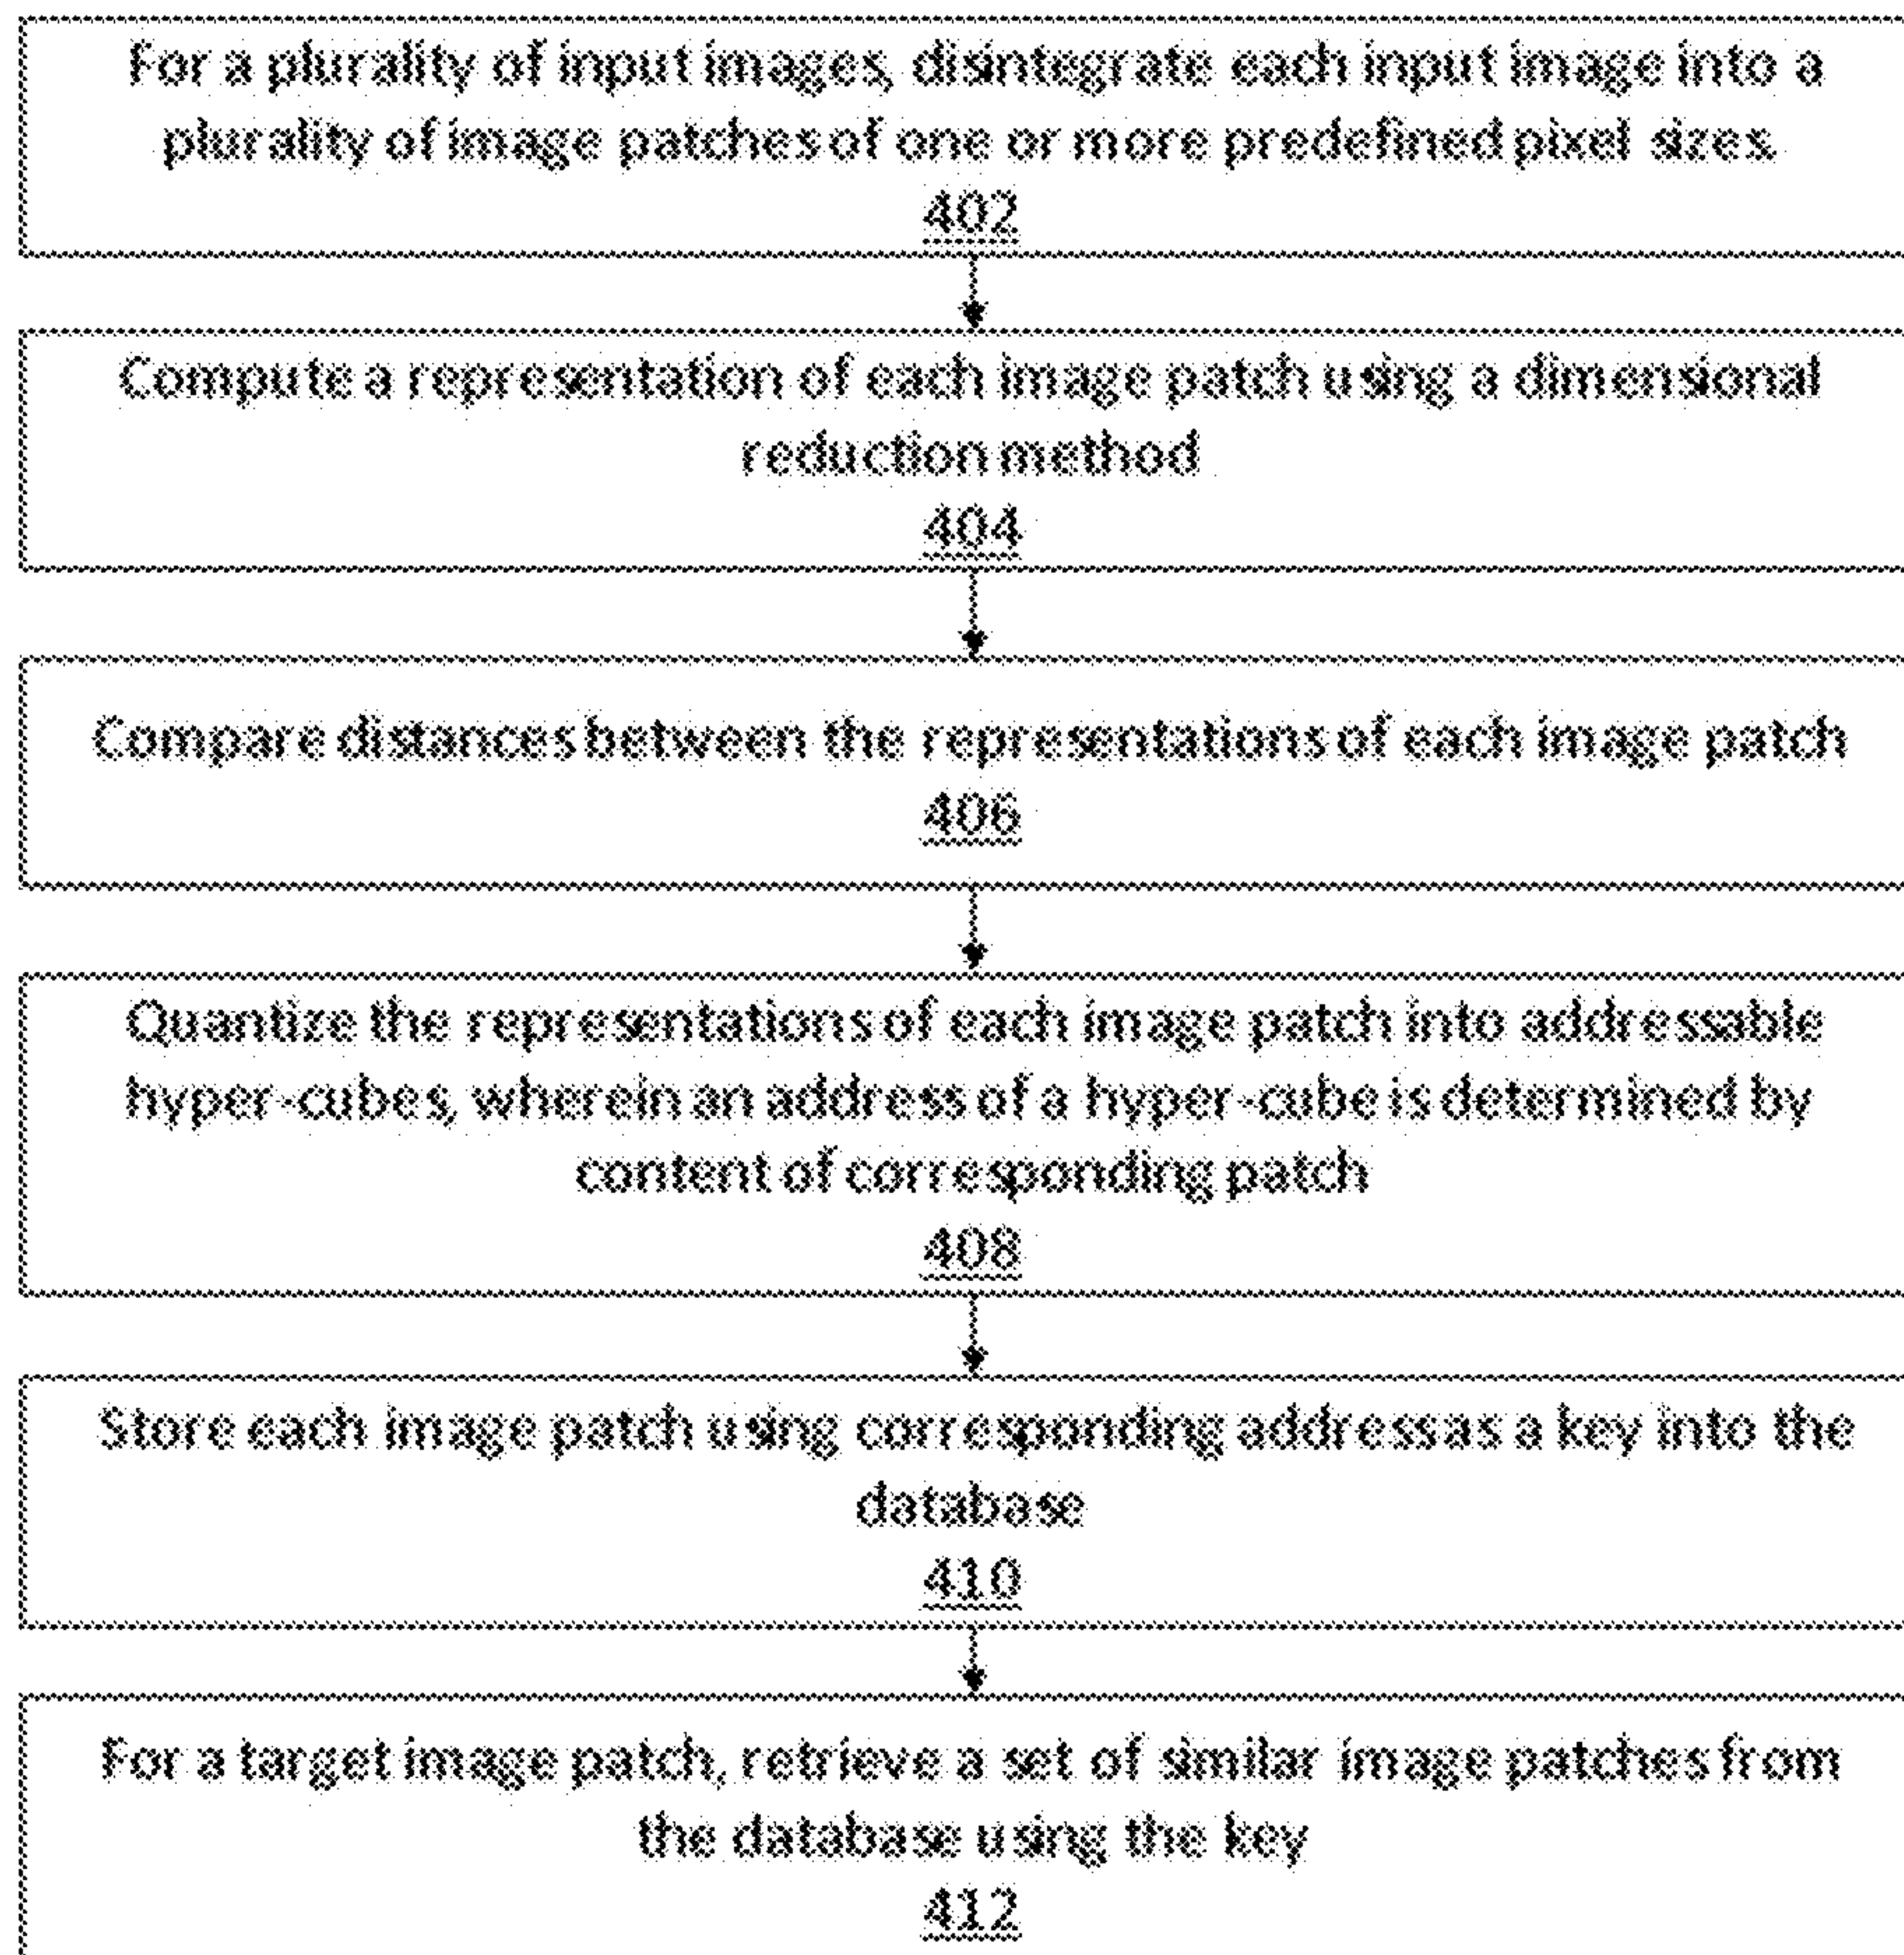 For a plurality of input images, disintegrate each input image into a
plurality of image patches of one or more predefined pixel sizes.
402
Compute a representation of each image patch using a dimensional
reduction method
404
Compare distances between the representations of each image patch
406
Quantize the representations of each image patch into addressable
hyper-cubes, wherein an address of a hyper-cube is determined by
content of corresponding patch
408
Store each image patch using corresponding address as a key into the
database
410
For a target image patch, retrieve a set of similar image patches from
the database using the key
412